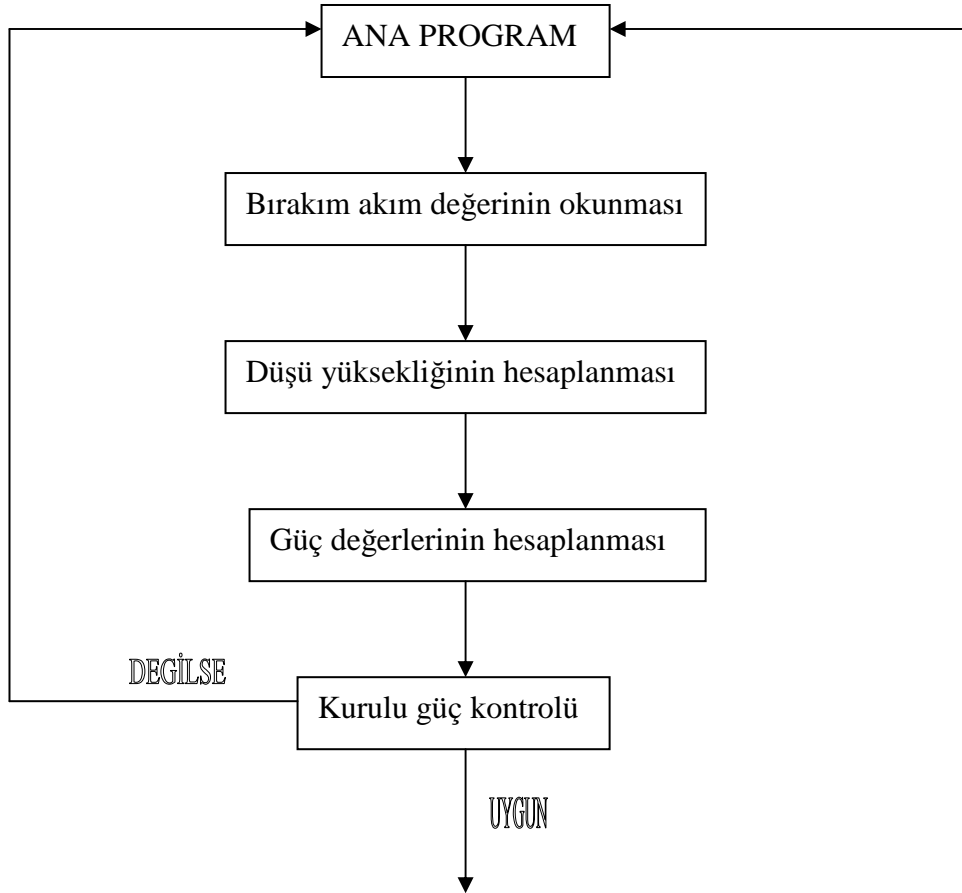 ANA PROGRAM
Bırakım akım değerinin okunması
Düşü yüksekliğinin hesaplanması
Güç değerlerinin hesaplanması
DEGİLSE
Kurulu güç kontrolü
UYGUN